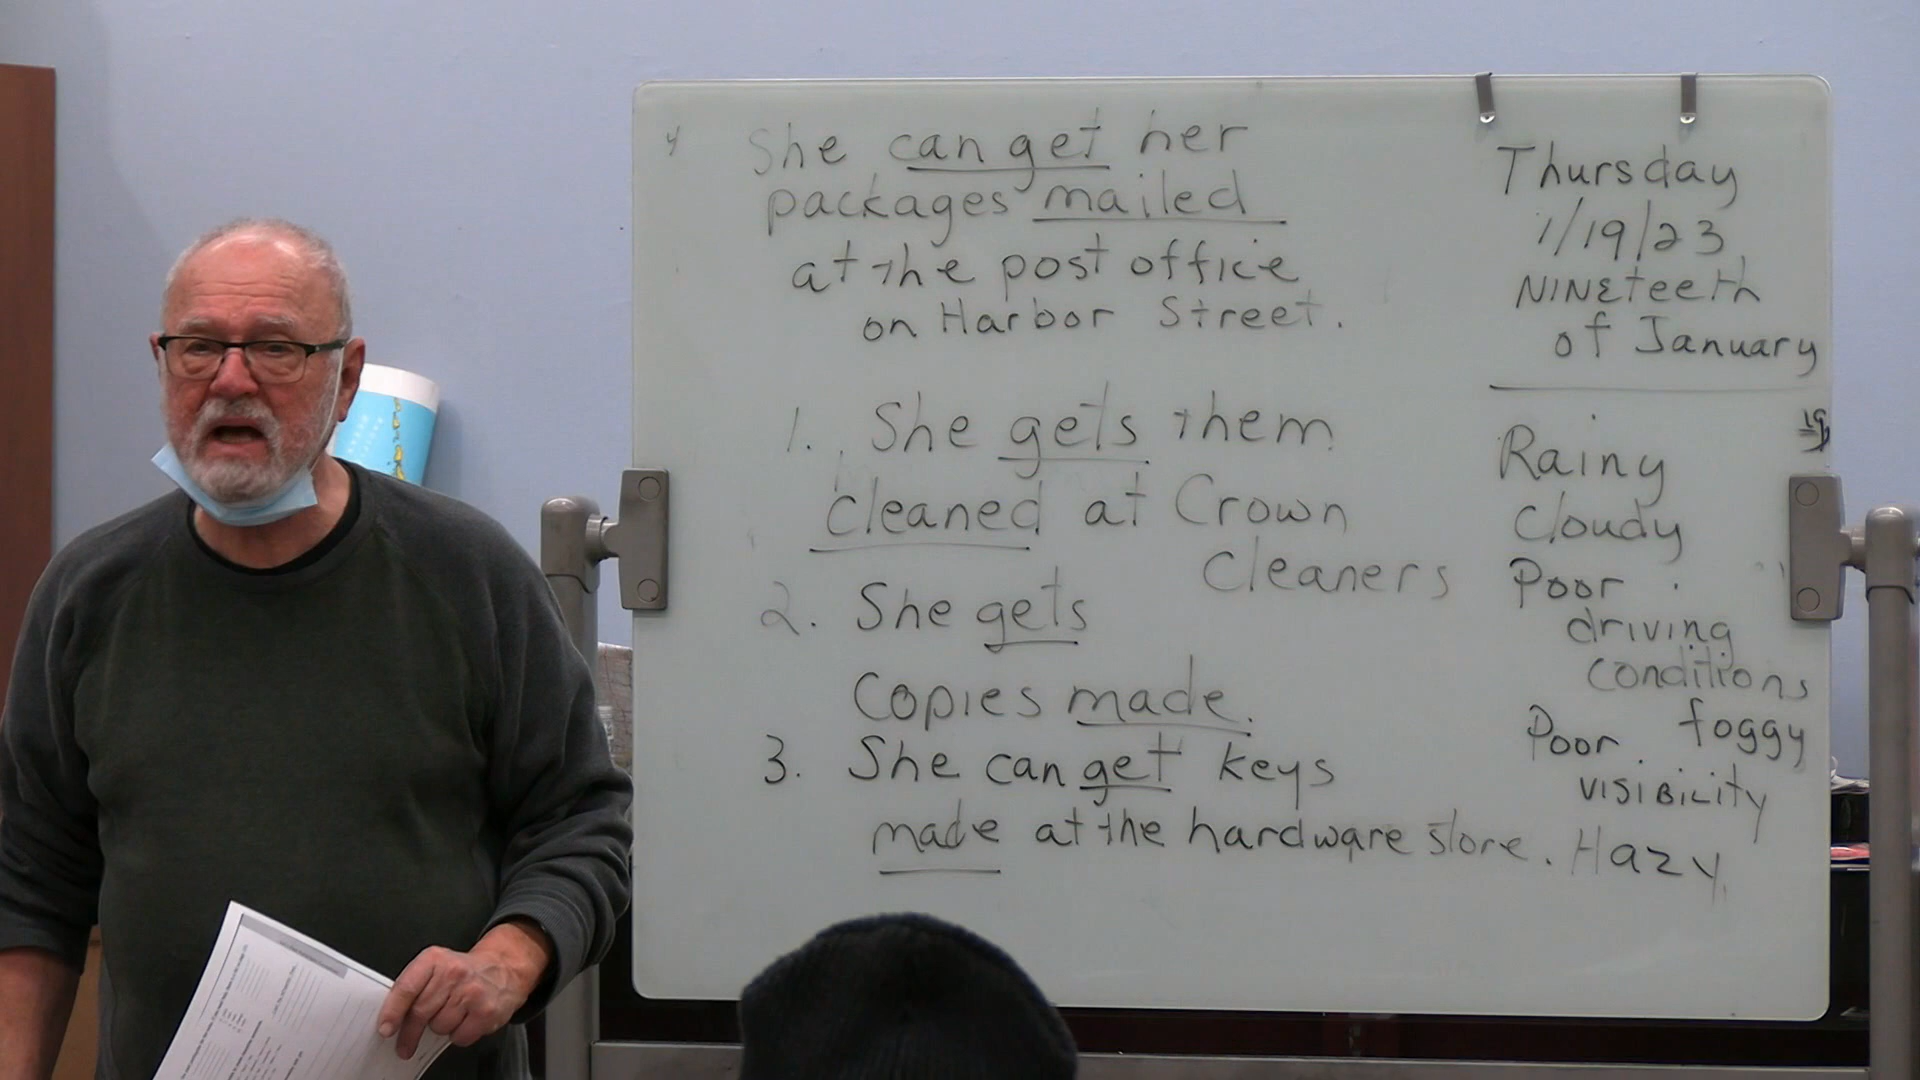 4 She can get her
packages mailed
at the post office
on Harbor Street.
1. She gets them
cleaned at Crown
Cleaners
2. She gets
Copies made.
3. She can get keys
made at the hardware store.
Thursday
1/19/23
NINEteeth
of January
19
Rainy
Cloudy
Poor
driving
conditions
foggy
Poor
visiBiLity
Hazy